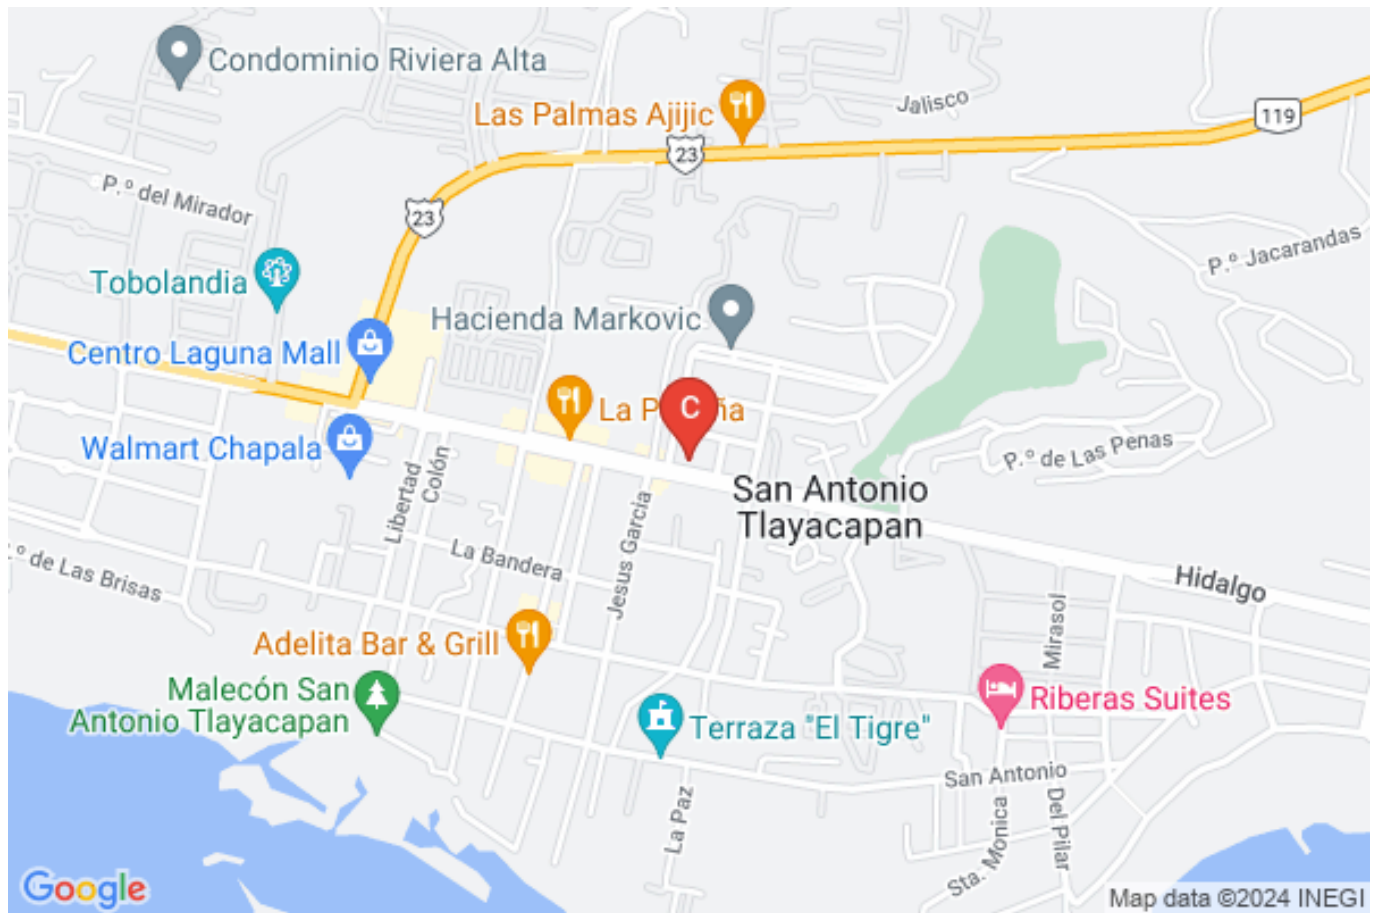 Condominio Riviera Alta
Las Palmas Ajijic
Jalisco
119
23
P.º del Mirador
23
P.º Jacarandas
Tobolandia
Hacienda Markovic
Centro Laguna Mall
C
Walmart Chapala
P.º de Las Penas
San Antonio
Tlayacapan
Libertad
Colón
Jesus Garcia
La Bandera
de Las Brisas
Hidalgo
Mirasol
Adelita Bar & Grill
Malecón San
Antonio Tlayacapan
Riberas Suites
Terraza "El Tigre"
San Antonio
La Paz
Sta. Monica
Del Pilar
Google
Map data ©2024 INEGI